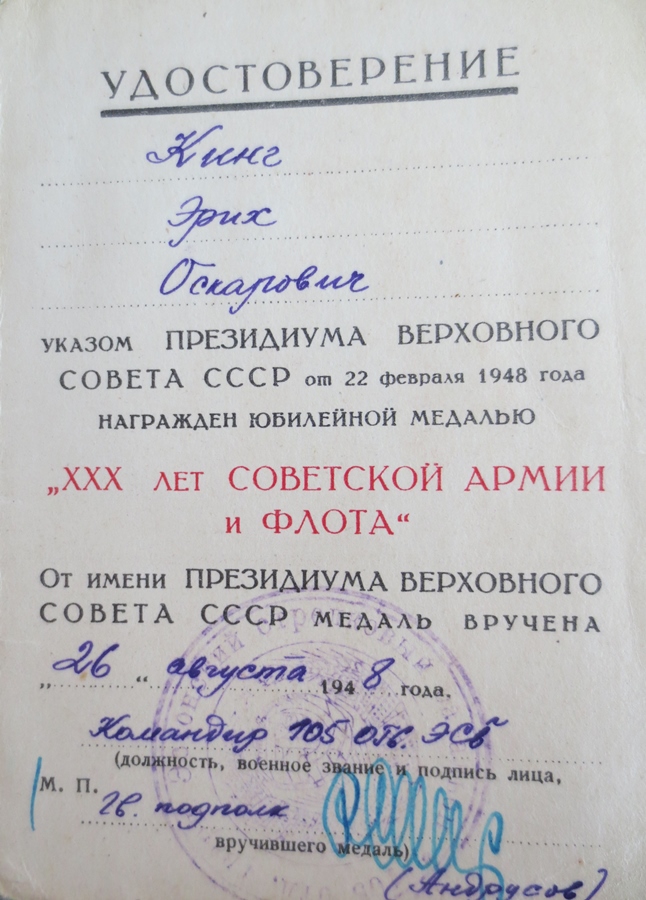 УДОСТОВЕРЕНИЕ
Кинг
Эрих
Оскарович
УКАЗОМ ПРЕЗИДИУМА ВЕРХОВНОГО
СОВЕТА СССР от 22 февраля 1948 года
НАГРАЖДЕН ЮБИЛЕЙНОЙ МЕДАЛЬЮ
„XXX ЛЕТ СОВЕТСКОЙ АРМИИ
и ФЛОТА“
ОТ ИМЕНИ ПРЕЗИДИУМА ВЕРХОВНОГО
СОВЕТА СССР МЕДАЛЬ ВРУЧЕНА
„26“ августа 1948 года.
Командир 105 отб. ЭСб
(должность, военное звание и подпись лица,
М. П.
Гв. подполк
вручившего медаль)
(Андрусов)